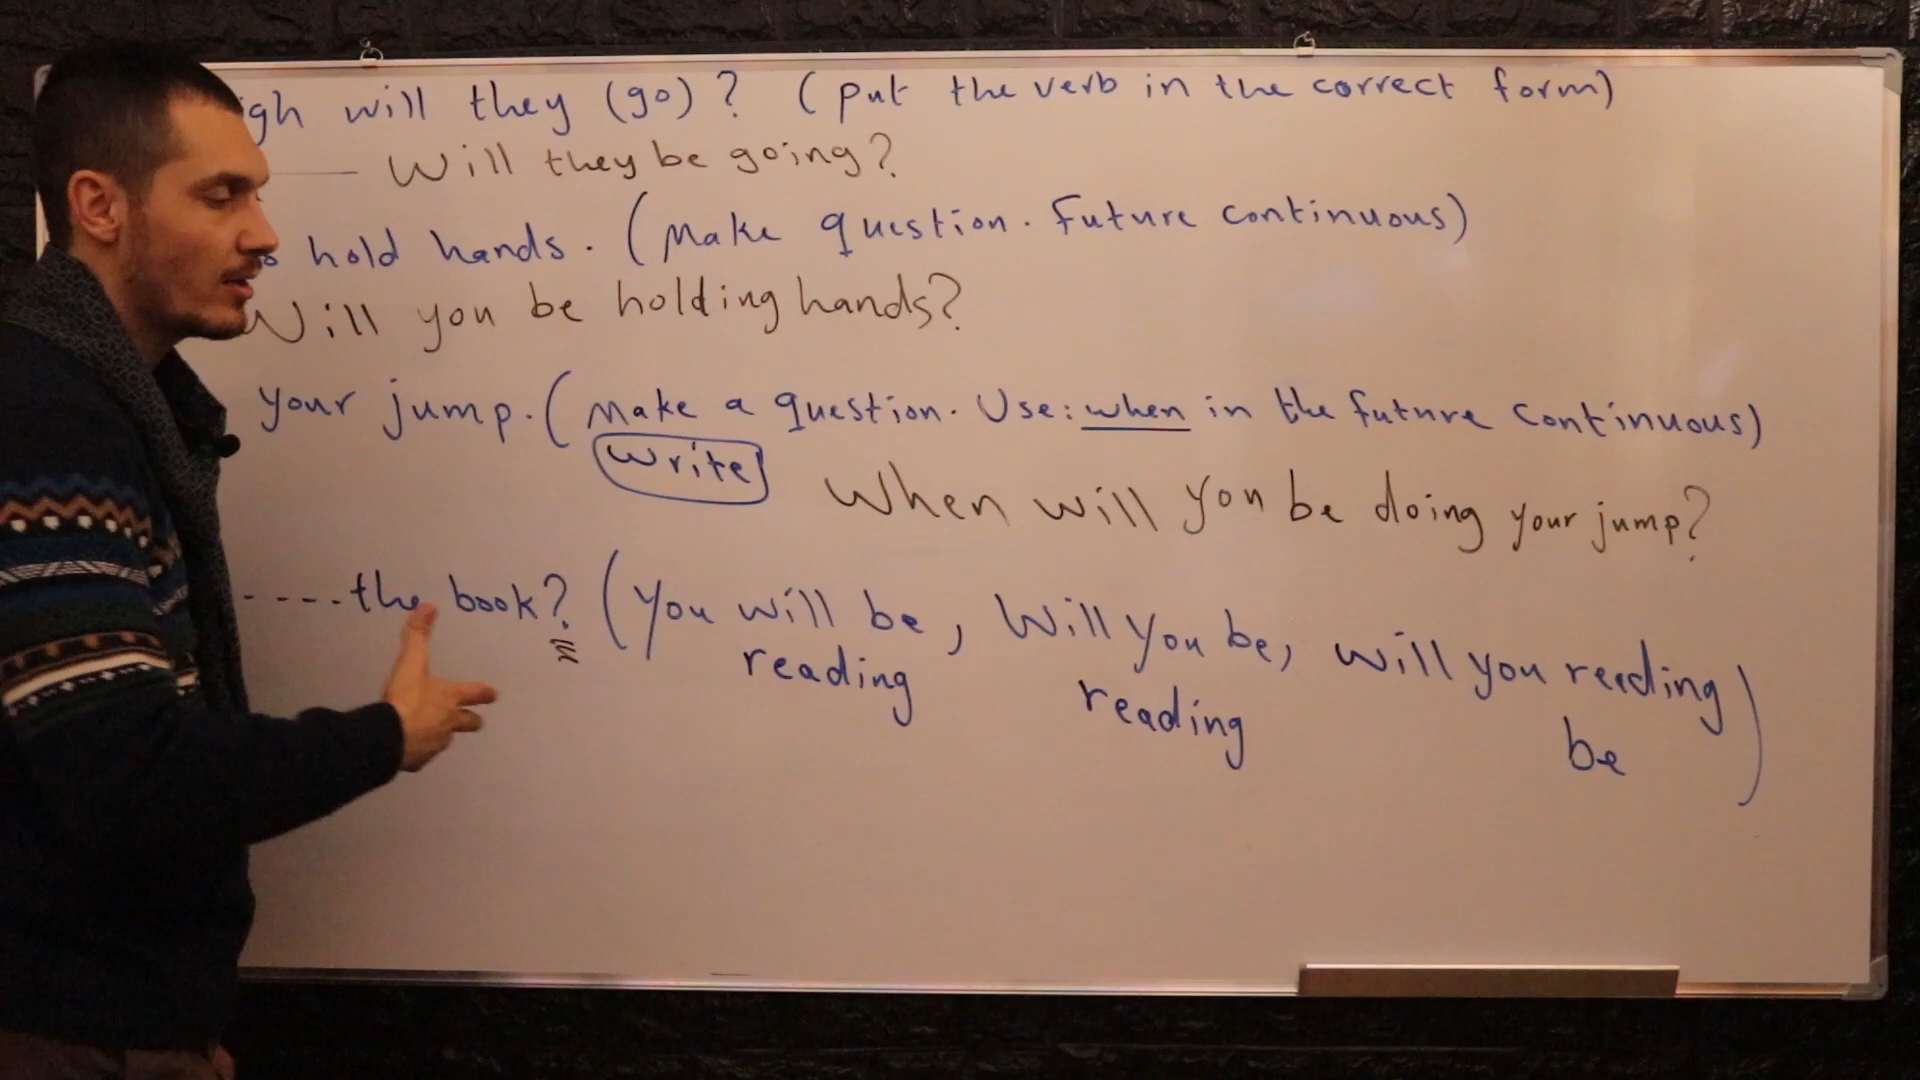 igh will they (go)? (put the verb in the correct form)
Will they be going?
hold hands. (Make question. Future continuous)
Will you be holding hands?
your jump. (Make a question. Use: when in the future continuous)
write
When will you be doing your jump?
----the book? (You will be, Will you be, will you reading
reading reading be)